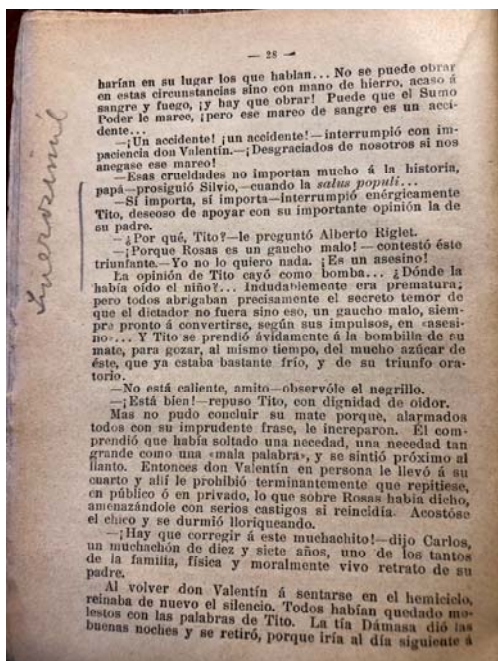 — 28 —
harían en su lugar los que hablan... No se puede obrar
en estas circunstancias sino con mano de hierro, acaso á
sangre y fuego, ¡y hay que obrar! Puede que el Sumo
Poder le maree, ¡pero ese mareo de sangre es un acci-
dente...
—¡Un accidente! ¡un accidente!—interrumpió con im-
paciencia don Valentín.—¡Desgraciados de nosotros si nos
anegase ese mareo!
—Esas crueldades no importan mucho á la historia,
papá—prosiguió Silvio,—cuando la salus populi...
—Sí importa, sí importa—interrumpió enérgicamente
Tito, deseoso de apoyar con su importante opinión la de
su padre.
—¿Por qué, Tito?—le preguntó Alberto Riglet.
—¡Porque Rosas es un gaucho malo!—contestó éste
triunfante.—Yo no lo quiero nada. ¡Es un asesino!
La opinión de Tito cayó como bomba... ¿Dónde la
había oído el niño?... Indudablemente era prematura;
pero todos abrigaban precisamente el secreto temor de
que el dictador no fuera sino eso, un gaucho malo, siem-
pre pronto á convertirse, según sus impulsos, en «asesi-
no»... Y Tito se prendió ávidamente á la bombilla de su
mate, para gozar, al mismo tiempo, del mucho azúcar de
éste, que ya estaba bastante frío, y de su triunfo ora-
torio.
—No está caliente, amito—observóle el negrillo.
—¡Está bien!—repuso Tito, con dignidad de oidor.
Mas no pudo concluir su mate porque, alarmados
todos con su imprudente frase, le increparon. Él com-
prendió que había soltado una necedad, una necedad tan
grande como una «mala palabra», y se sintió próximo al
llanto. Entonces don Valentín en persona le llevó á su
cuarto y allí le prohibió terminantemente que repitiese,
en público ó en privado, lo que sobre Rosas había dicho,
amenazándole con serios castigos si reincidía. Acostóse
el chico y se durmió lloriqueando.
—¡Hay que corregir á este muchachito!—dijo Carlos,
un muchachón de diez y siete años, uno de los tantos
de la familia, física y moralmente vivo retrato de su
padre.
Al volver don Valentín á sentarse en el hemiciclo,
reinaba de nuevo el silencio. Todos habían quedado mo-
lestos con las palabras de Tito. La tía Dámasa dió las
buenas noches y se retiró, porque iría al día siguiente á